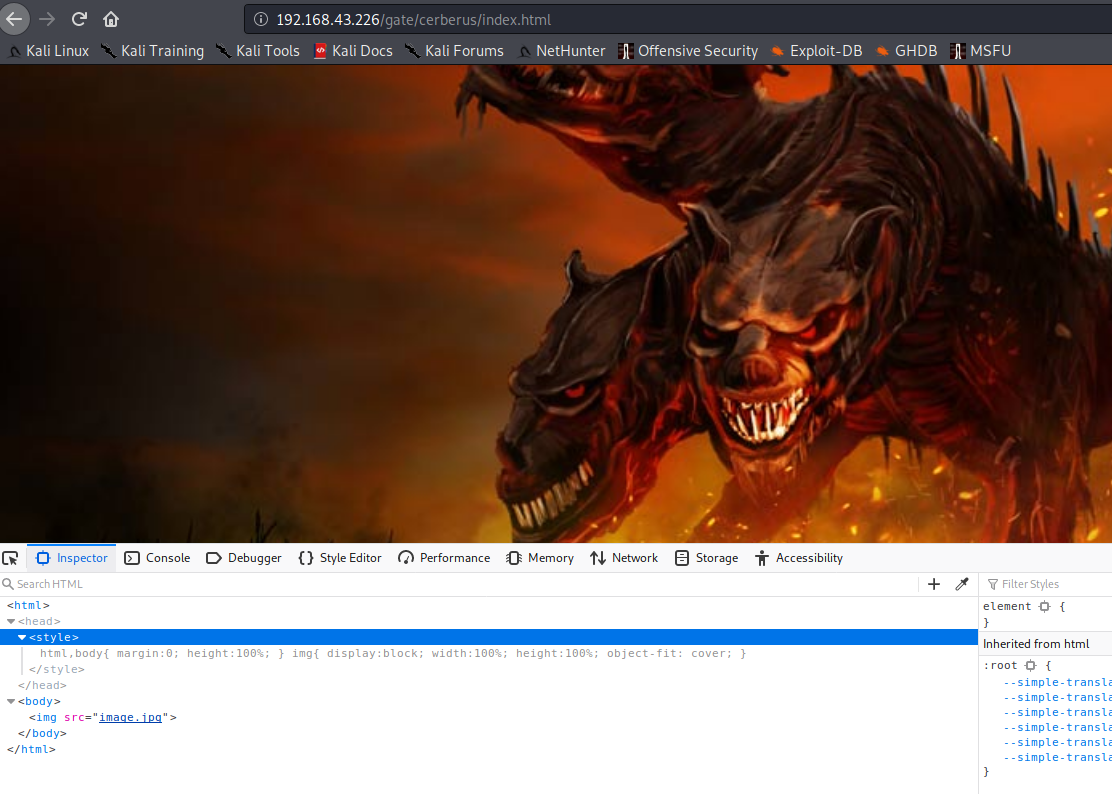 192.168.43.226/gate/cerberus/index.html
Kali Linux Kali Training Kali Tools Kali Docs Kali Forums NetHunter Offensive Security Exploit-DB GHDB MSFU
Inspector Console Debugger Style Editor Performance Memory Network Storage Accessibility
Search HTML
Filter Styles
<html>
<head>
<style>
html,body{ margin:0; height:100%; } img{ display:block; width:100%; height:100%; object-fit: cover; }
</style>
</head>
<body>
<img src="image.jpg">
</body>
</html>
element {
}
Inherited from html
:root {
--simple-transla
--simple-transla
--simple-transla
--simple-transla
--simple-transla
--simple-transla
}